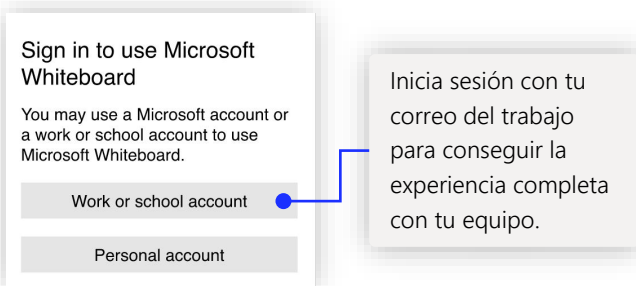 Sign in to use Microsoft
Whiteboard
You may use a Microsoft account or
a work or school account to use
Microsoft Whiteboard.
Work or school account
Personal account
Inicia sesión con tu
correo del trabajo
para conseguir la
experiencia completa
con tu equipo.